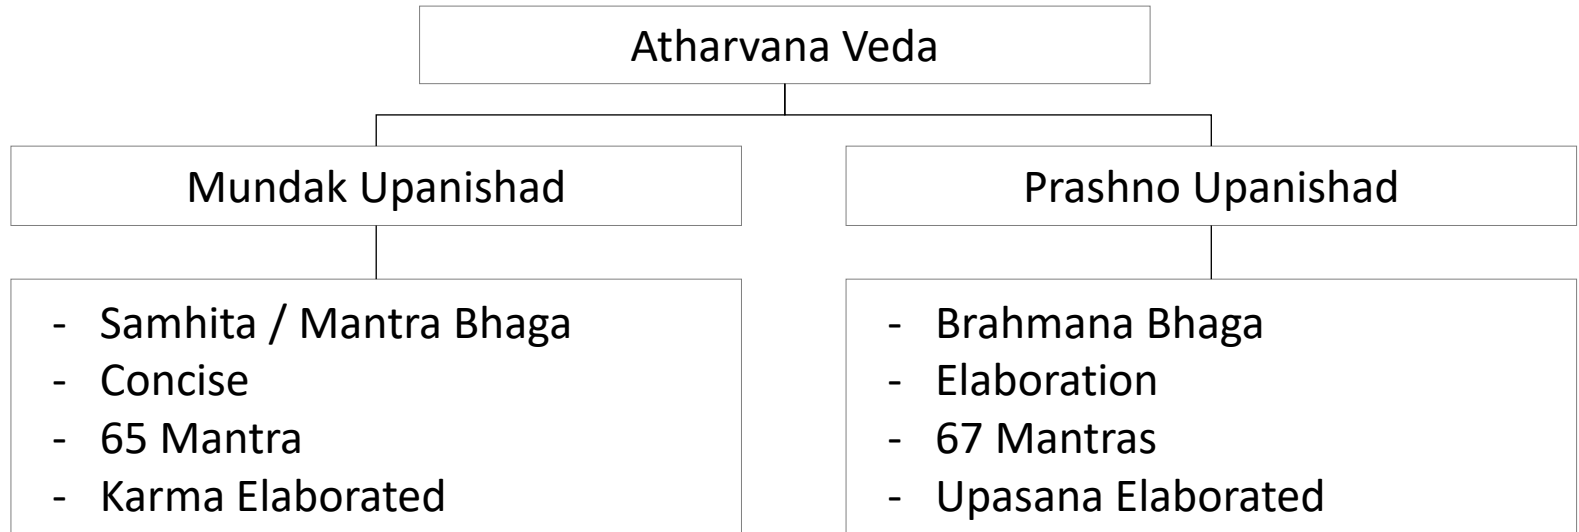 Atharvana Veda
Mundak Upanishad
Prashno Upanishad
- Samhita / Mantra Bhaga
- Concise
- 65 Mantra
- Karma Elaborated
- Brahmana Bhaga
- Elaboration
- 67 Mantras
- Upasana Elaborated